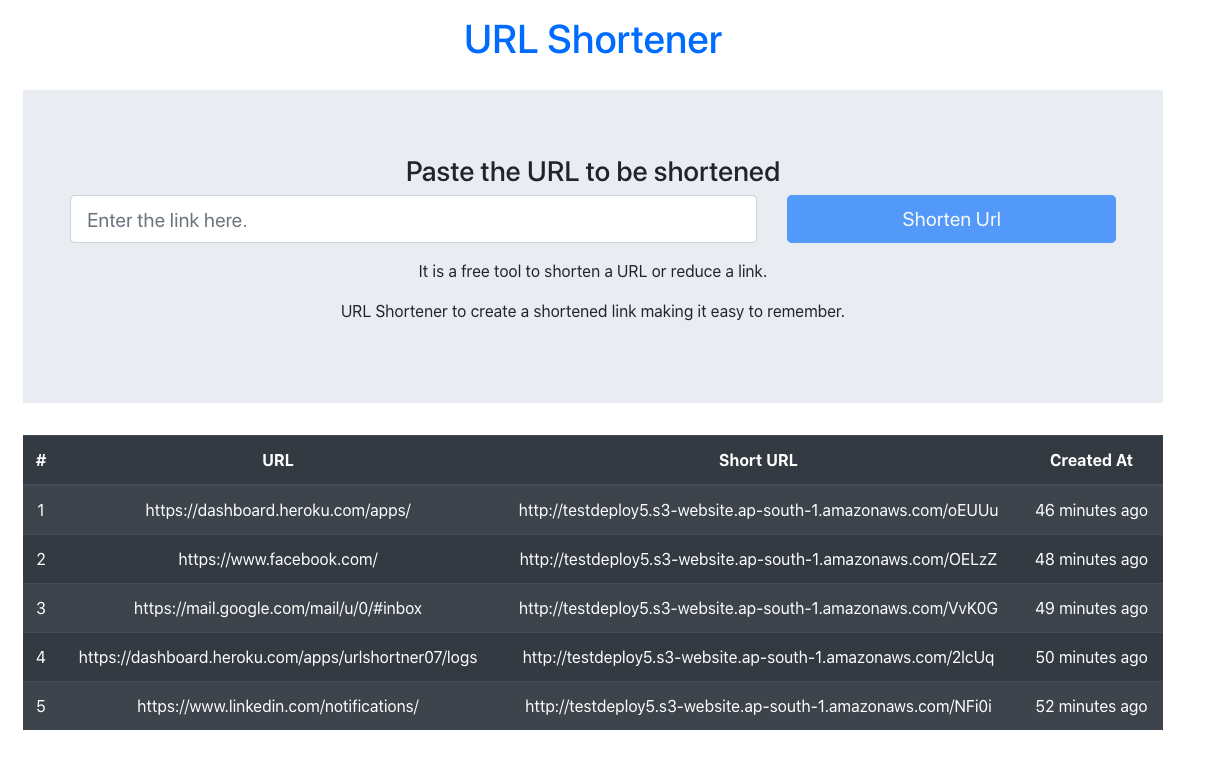 URL Shortener
Paste the URL to be shortened
Enter the link here. Shorten Url
It is a free tool to shorten a URL or reduce a link.
URL Shortener to create a shortened link making it easy to remember.
# URL Short URL Created At
1 https://dashboard.heroku.com/apps/ http://testdeploy5.s3-website.ap-south-1.amazonaws.com/oEUUu 46 minutes ago
2 https://www.facebook.com/ http://testdeploy5.s3-website.ap-south-1.amazonaws.com/OELzZ 48 minutes ago
3 https://mail.google.com/mail/u/0/#inbox http://testdeploy5.s3-website.ap-south-1.amazonaws.com/VvK0G 49 minutes ago
4 https://dashboard.heroku.com/apps/urlshortner07/logs http://testdeploy5.s3-website.ap-south-1.amazonaws.com/2lcUq 50 minutes ago
5 https://www.linkedin.com/notifications/ http://testdeploy5.s3-website.ap-south-1.amazonaws.com/NFi0i 52 minutes ago